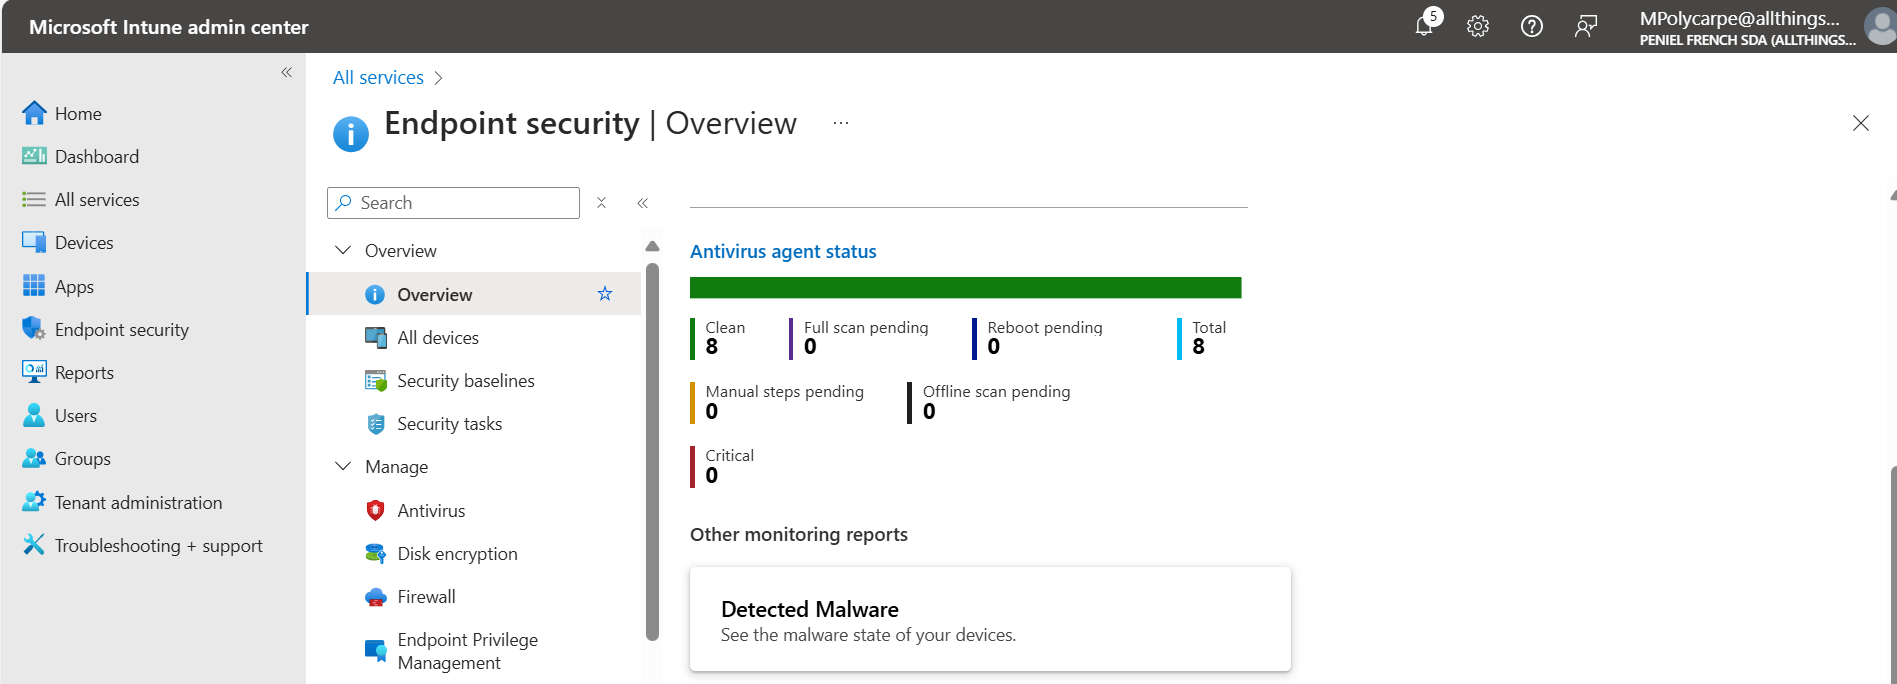 Microsoft Intune admin center
5
MPolycarpe@allthings...
PENIEL FRENCH SDA (ALLTHINGS...
Home
Dashboard
All services
Devices
Apps
Endpoint security
Reports
Users
Groups
Tenant administration
Troubleshooting + support
All services
Endpoint security | Overview
...
Search
Overview
Overview
All devices
Security baselines
Security tasks
Manage
Antivirus
Disk encryption
Firewall
Endpoint Privilege
Management
Antivirus agent status
Clean
8
Full scan pending
0
Reboot pending
0
Total
8
Manual steps pending
0
Offline scan pending
0
Critical
0
Other monitoring reports
Detected Malware
See the malware state of your devices.